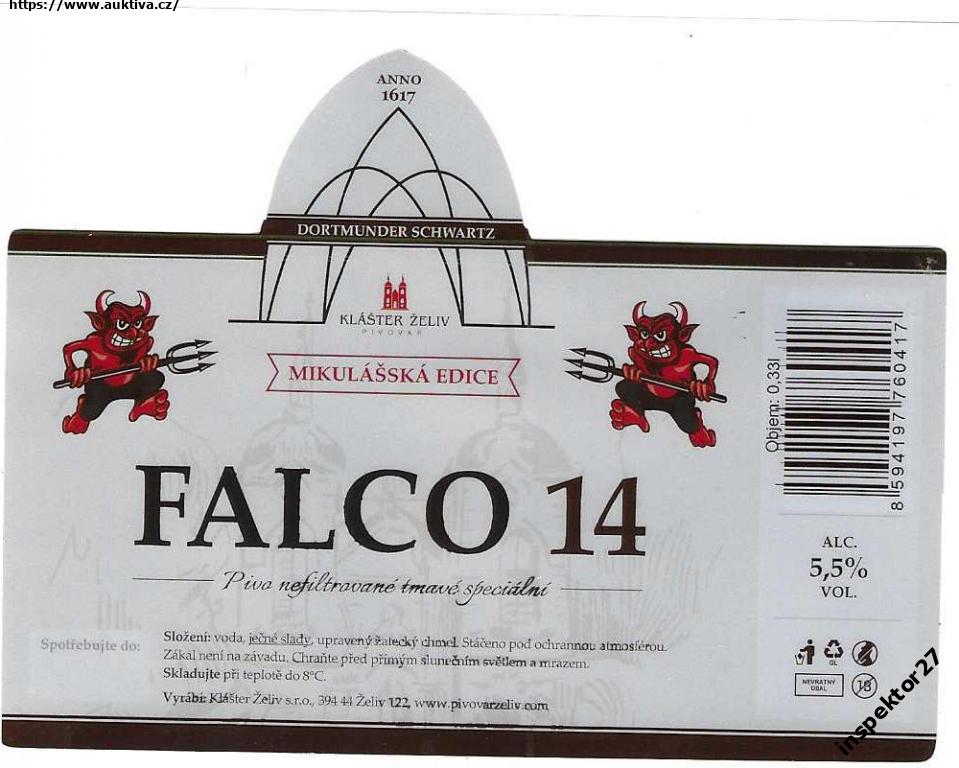 https://www.auktiva.cz/
ANNO
1617
DORTMUNDER SCHWARTZ
KLÁŠTER ŽELIV
PIVOVAR
MIKULÁŠSKÁ EDICE
FALCO 14
Pivo nefiltrované tmavé speciální
Spotřebujte do:
Složení: voda, ječné slady, upravený žatecký chmel. Stáčeno pod ochrannou atmosférou.
Zákal není na závadu. Chraňte před přímým slunečním světlem a mrazem.
Skladujte při teplotě do 8°C.
Vyrábí: Klášter Želiv s.r.o., 394 44 Želiv 122, www.pivovarzeliv.com
Objem: 0,33l
8 594197 760417
ALC.
5,5%
VOL.
GL
NEVRATNÝ
OBAL
18
inspektor27